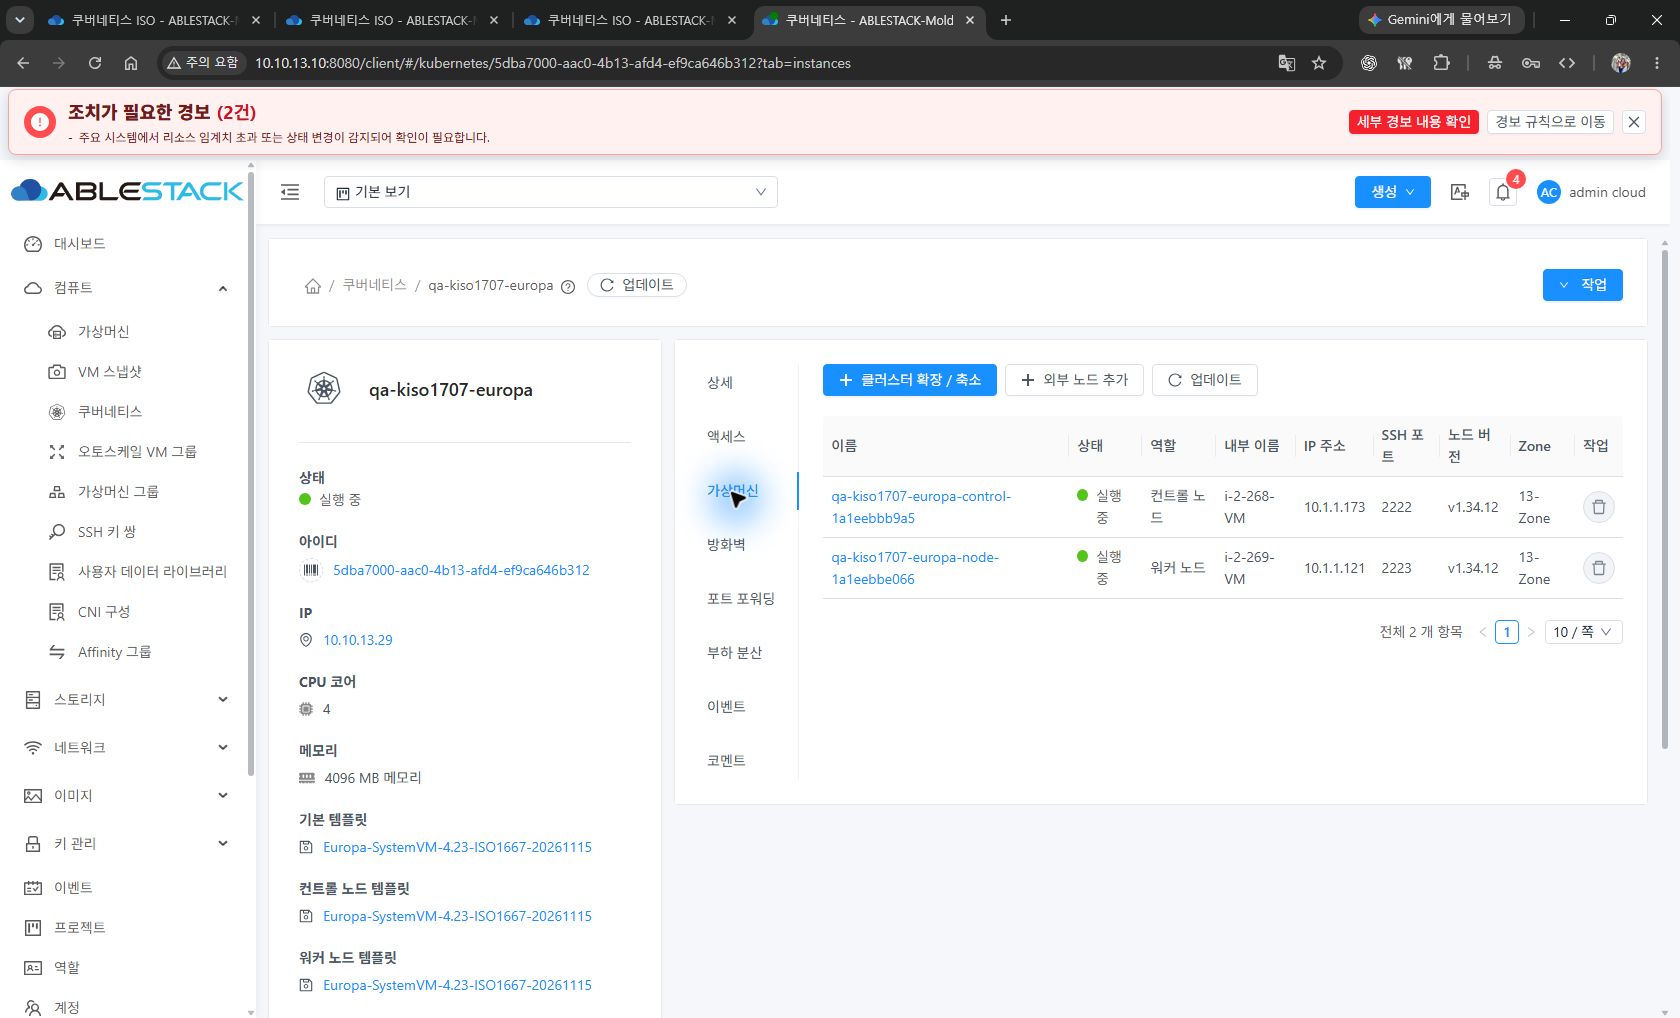 쿠버네티스 ISO - ABLESTACK-
쿠버네티스 ISO - ABLESTACK-
쿠버네티스 ISO - ABLESTACK-
쿠버네티스 - ABLESTACK-Mold
Gemini에게 물어보기
주의 요함
10.10.13.10:8080/client/#/kubernetes/5dba7000-aac0-4b13-afd4-ef9ca646b312?tab=instances
조치가 필요한 경보 (2건)
- 주요 시스템에서 리소스 임계치 초과 또는 상태 변경이 감지되어 확인이 필요합니다.
세부 경보 내용 확인
경보 규칙으로 이동
ABLESTACK
기본 보기
생성
4
AC
admin cloud
대시보드
컴퓨트
가상머신
VM 스냅샷
쿠버네티스
오토스케일 VM 그룹
가상머신 그룹
SSH 키 쌍
사용자 데이터 라이브러리
CNI 구성
Affinity 그룹
스토리지
네트워크
이미지
키 관리
이벤트
프로젝트
역할
계정
/ 쿠버네티스 / qa-kiso1707-europa
업데이트
작업
qa-kiso1707-europa
상태
실행 중
아이디
5dba7000-aac0-4b13-afd4-ef9ca646b312
IP
10.10.13.29
CPU 코어
4
메모리
4096 MB 메모리
기본 템플릿
Europa-SystemVM-4.23-ISO1667-20261115
컨트롤 노드 템플릿
Europa-SystemVM-4.23-ISO1667-20261115
워커 노드 템플릿
Europa-SystemVM-4.23-ISO1667-20261115
상세
액세스
가상머신
방화벽
포트 포워딩
부하 분산
이벤트
코멘트
클러스터 확장 / 축소
외부 노드 추가
업데이트
이름 상태 역할 내부 이름 IP 주소 SSH 포트 노드 버전 Zone 작업
qa-kiso1707-europa-control-1a1eebbb9a5 실행 중 컨트롤 노드 i-2-268-VM 10.1.1.173 2222 v1.34.12 13-Zone
qa-kiso1707-europa-node-1a1eebbe066 실행 중 워커 노드 i-2-269-VM 10.1.1.121 2223 v1.34.12 13-Zone
전체 2 개 항목 < 1 > 10 / 쪽